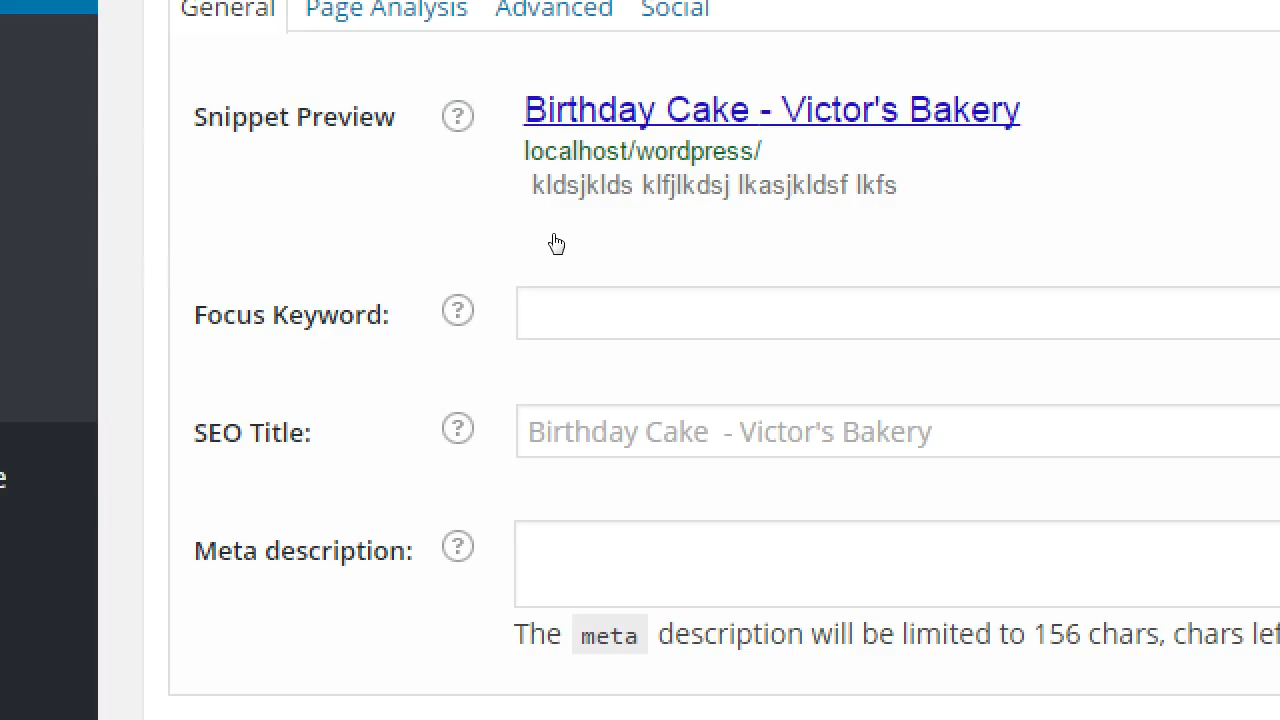 General Page Analysis Advanced Social
Snippet Preview ? Birthday Cake - Victor's Bakery
localhost/wordpress/
kldsjklds klfjlkdsj lkasjkldsf lkfs
Focus Keyword: ?
SEO Title: ? Birthday Cake - Victor's Bakery
e
Meta description: ?
The meta description will be limited to 156 chars, chars lef